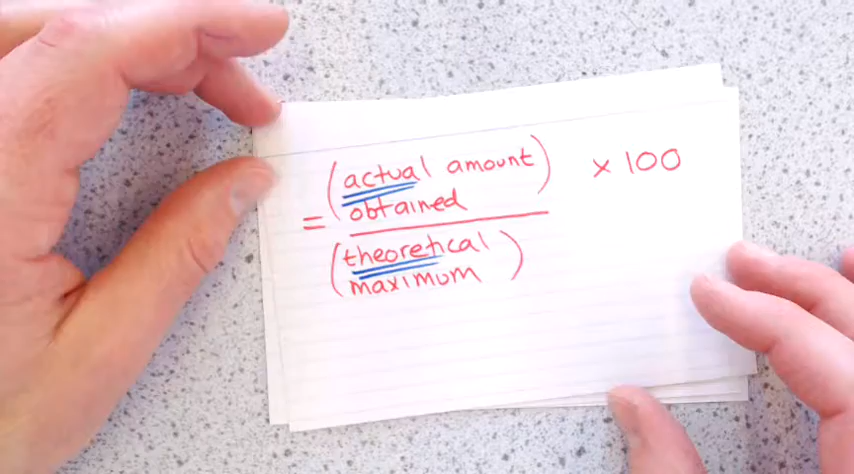 (actual amount
obtained) × 100
=
(theoretical
maximum)